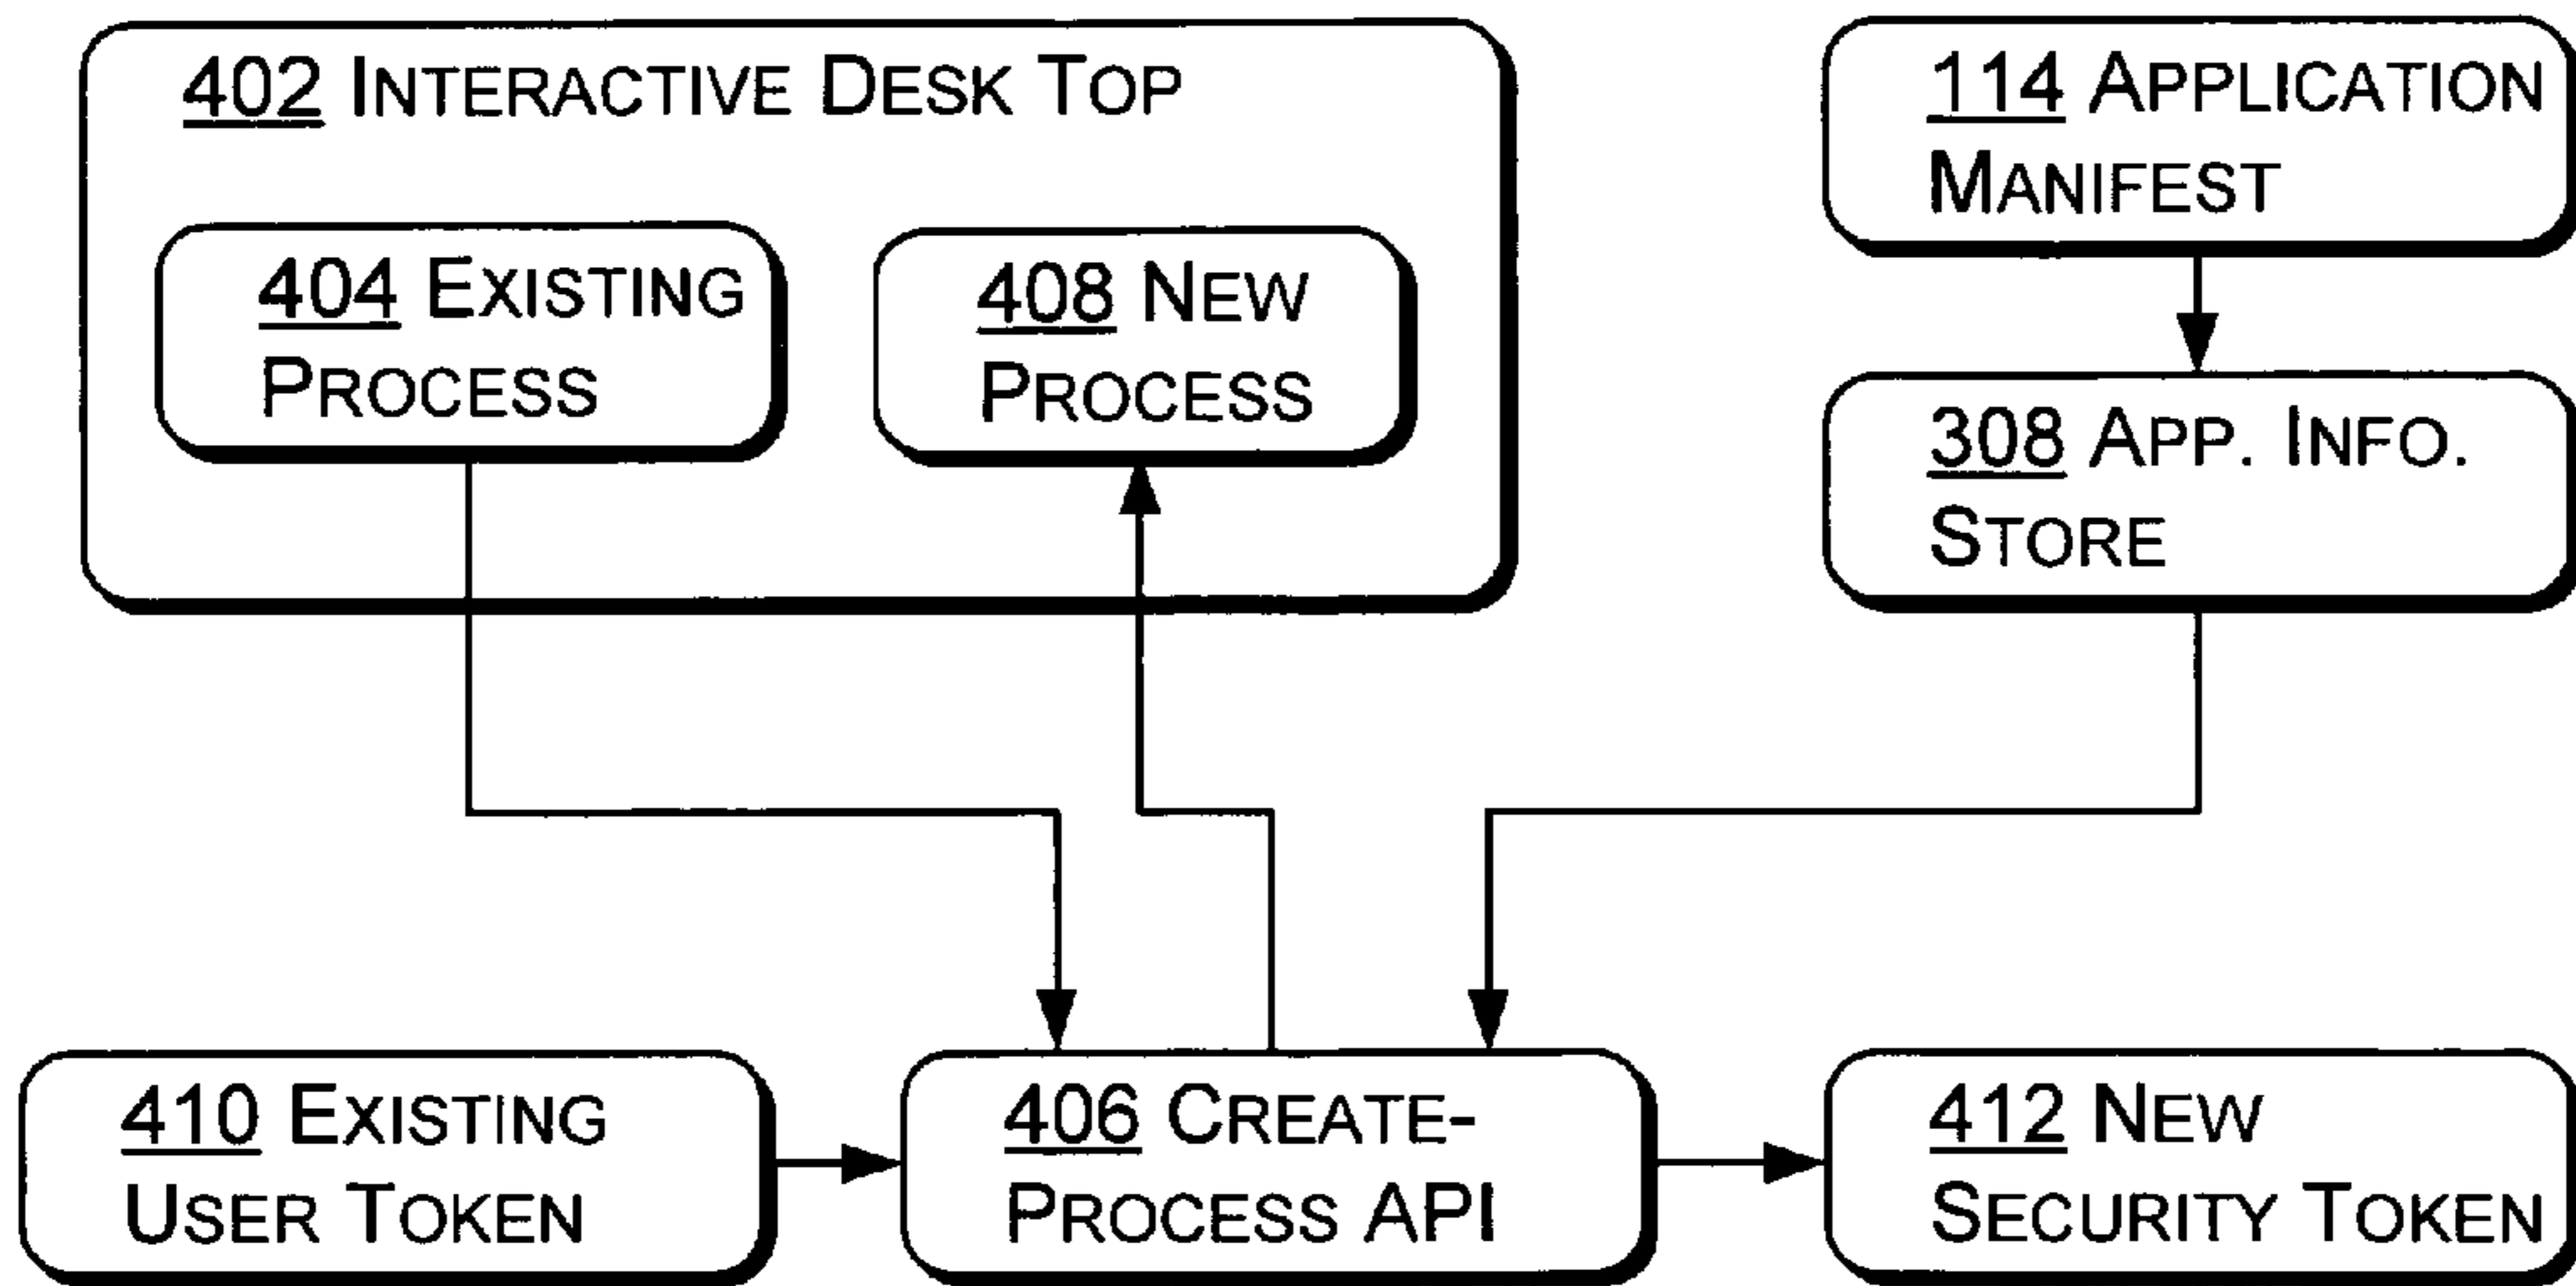 402 INTERACTIVE DESK TOP
404 EXISTING
PROCESS
408 NEW
PROCESS
114 APPLICATION
MANIFEST
308 APP. INFO.
STORE
410 EXISTING
USER TOKEN
406 CREATE-
PROCESS API
412 NEW
SECURITY TOKEN